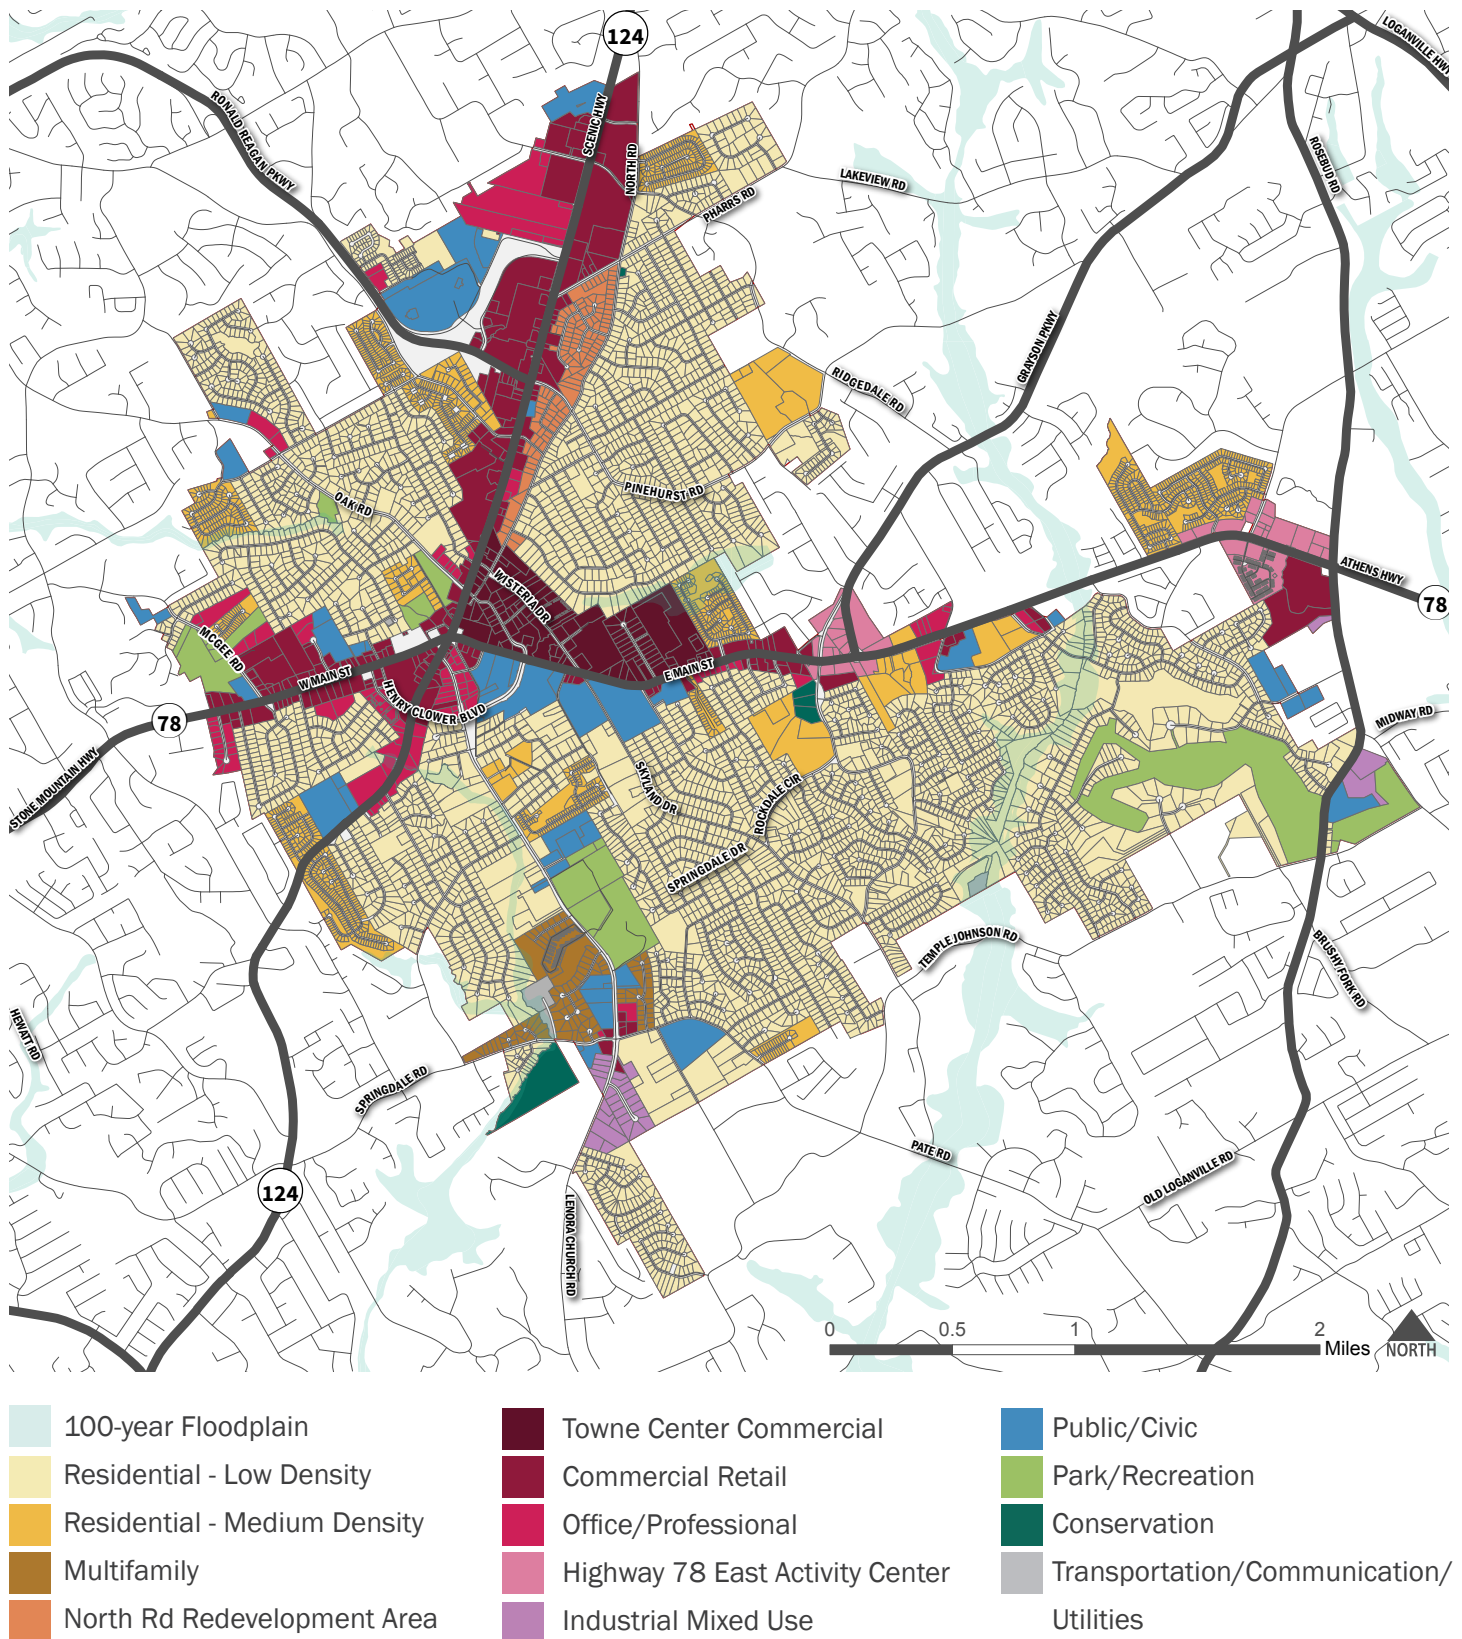 124
LOGANVILLE HWY
RONALD REAGAN PKWY
SCENIC HWY
NORTH RD
ROSEBUD RD
LAKEVIEW RD
PHARRS RD
GRAYSON PKWY
RIDGEDALE RD
OAK RD
PINEHURST RD
WISTERIA DR
ATHENS HWY
78
MCGEE RD
W MAIN ST
E MAIN ST
HENRY CLOWER BLVD
78
MIDWAY RD
STONE MOUNTAIN HWY
SKYLAND DR
ROCKDALE CIR
SPRINGDALE DR
TEMPLE JOHNSON RD
BRUSHY FORK RD
HEWATT RD
SPRINGDALE RD
PATE RD
OLD LOGANVILLE RD
124
LENORA CHURCH RD
0 0.5 1 2
Miles
NORTH
100-year Floodplain
Residential - Low Density
Residential - Medium Density
Multifamily
North Rd Redevelopment Area
Towne Center Commercial
Commercial Retail
Office/Professional
Highway 78 East Activity Center
Industrial Mixed Use
Public/Civic
Park/Recreation
Conservation
Transportation/Communication/
Utilities